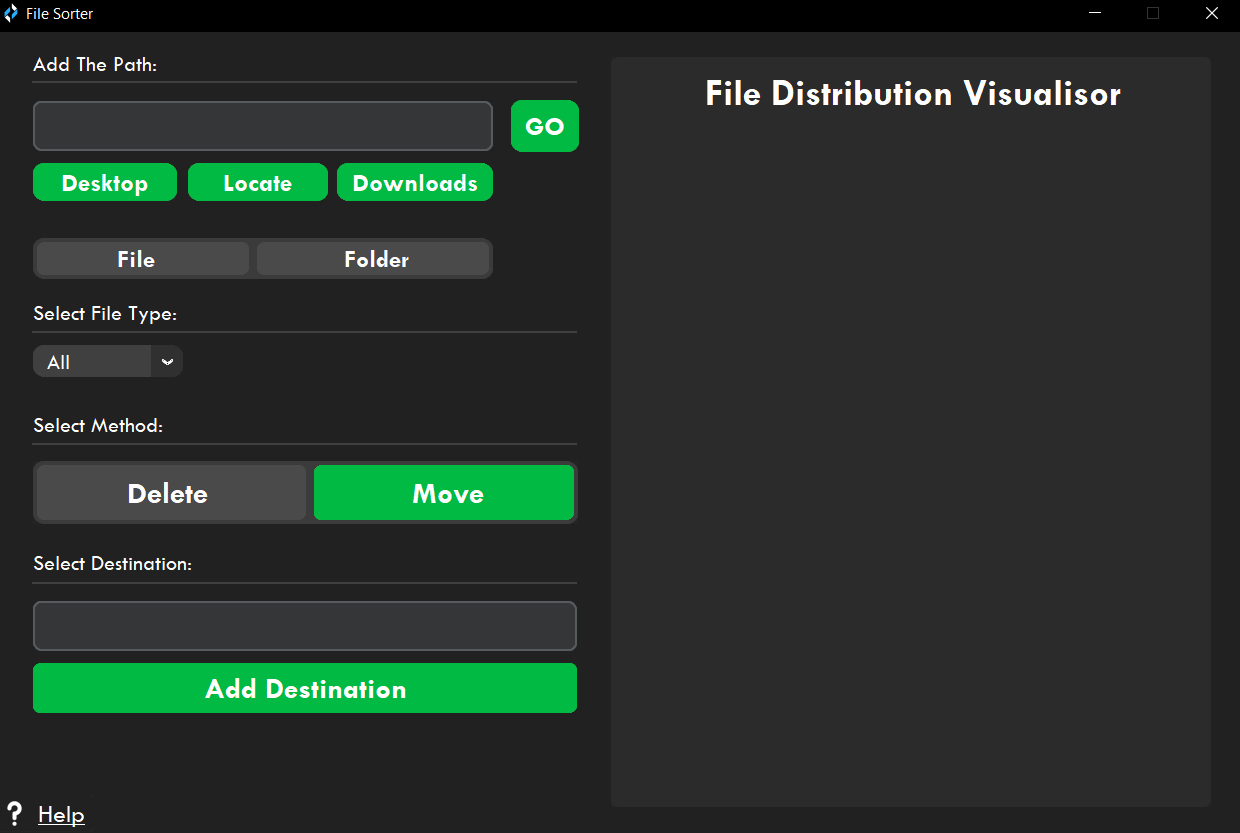 File Sorter
Add The Path:
GO
Desktop
Locate
Downloads
File
Folder
Select File Type:
All
Select Method:
Delete
Move
Select Destination:
Add Destination
? Help
File Distribution Visualisor